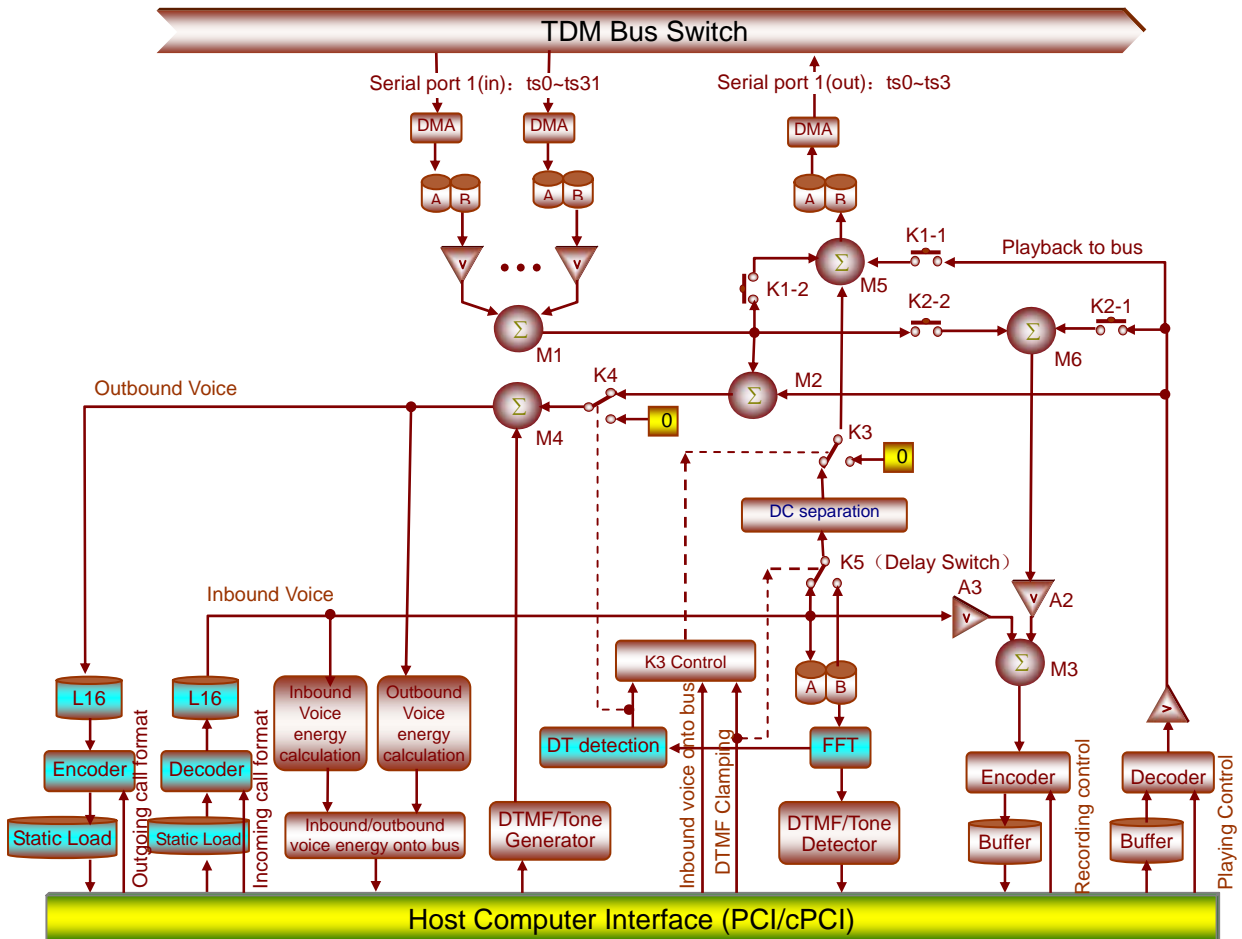 TDM Bus Switch
Serial port 1(in)：ts0~ts31
Serial port 1(out)：ts0~ts3
DMA
DMA
DMA
A
B
A
B
A
B
v
v
Σ
M1
Σ
M5
K1-1
Playback to bus
K1-2
K2-2
K2-1
Σ
M6
Outbound Voice
Σ
M4
K4
0
Σ
M2
K3
0
DC separation
K5（Delay Switch）
Inbound Voice
A3
v
A2
v
Σ
M3
L16
L16
Inbound
Voice
energy
calculation
Outbound
Voice
energy
calculation
K3 Control
A
B
v
DT detection
FFT
Encoder
Decoder
Encoder
Decoder
Static Load
Static Load
Inbound/outbound
voice energy onto bus
DTMF/Tone
Generator
DTMF/Tone
Detector
Buffer
Buffer
Outgoing call format
Incoming call format
Inbound voice onto bus
DTMF Clamping
Recording control
Playing Control
Host Computer Interface (PCI/cPCI)